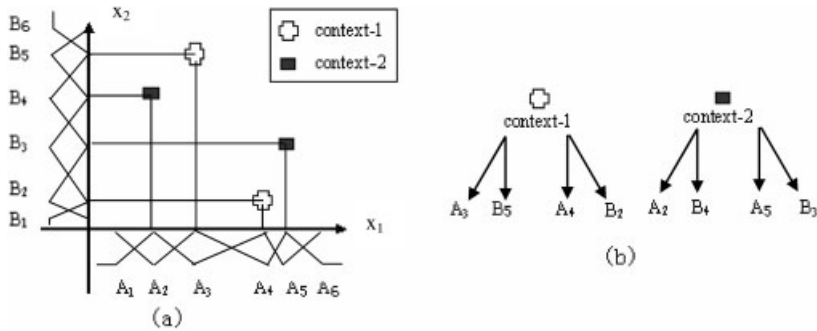 x₂
B₆
B₅
B₄
B₃
B₂
B₁
x₁
A₁ A₂ A₃ A₄ A₅ A₆
(a)
context-1
context-2
context-1
context-2
A₃ B₅ A₄ B₂ A₂ B₄ A₅ B₃
(b)